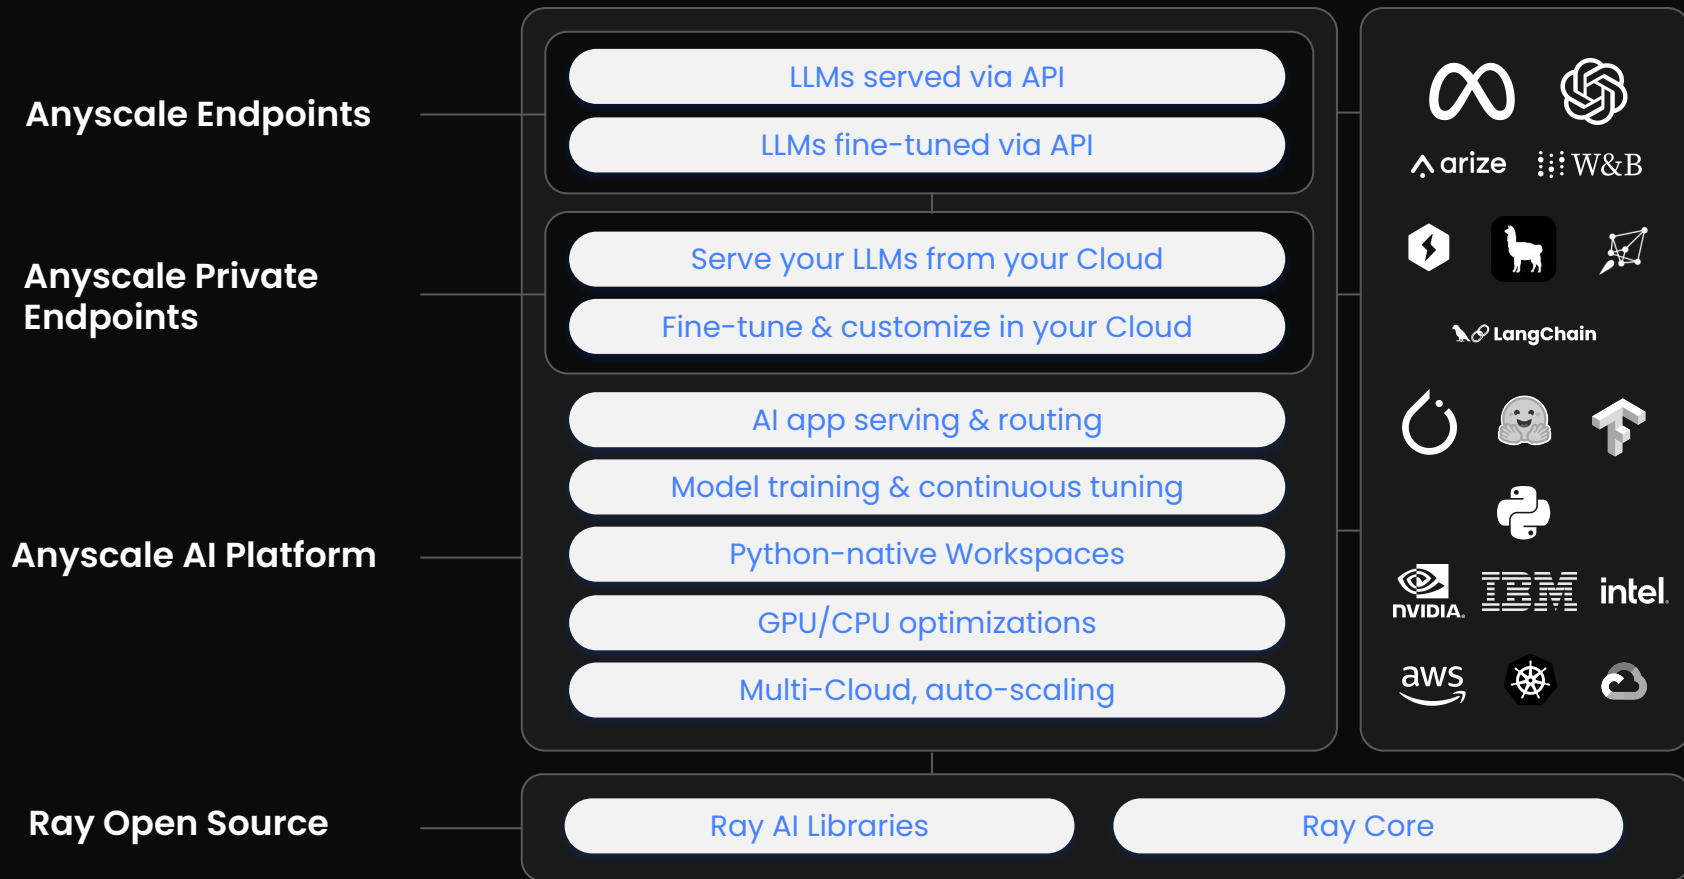 Anyscale Endpoints
LLMs served via API
LLMs fine-tuned via API
Anyscale Private
Endpoints
Serve your LLMs from your Cloud
Fine-tune & customize in your Cloud
Anyscale AI Platform
AI app serving & routing
Model training & continuous tuning
Python-native Workspaces
GPU/CPU optimizations
Multi-Cloud, auto-scaling
Ray Open Source
Ray AI Libraries
Ray Core
arize
W&B
LangChain
NVIDIA.
IBM
intel.
aws